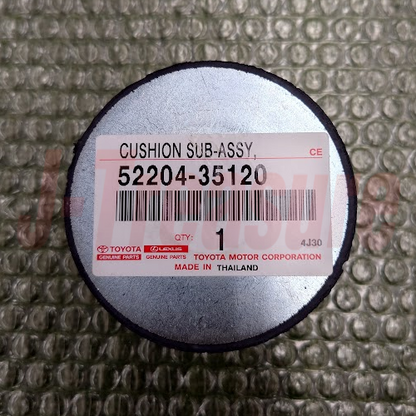 CUSHION SUB-ASSY,
CE
52204-35120
QTY:
1
4J30
TOYOTA LEXUS
GENUINE PARTS GENUINE PARTS TOYOTA MOTOR CORPORATION
MADE IN THAILAND